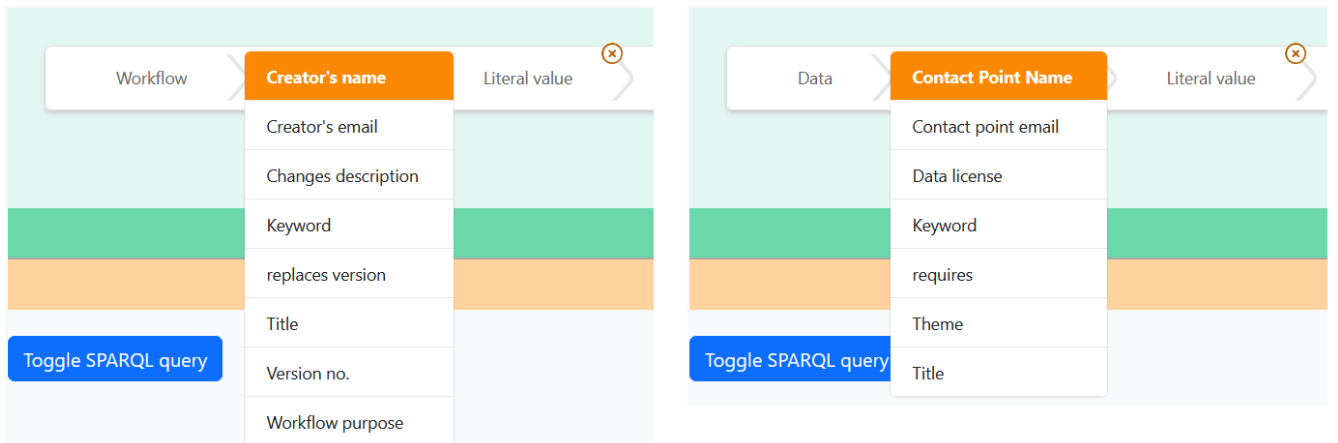 Workflow
Creator's name
Literal value
Creator's email
Changes description
Keyword
replaces version
Title
Version no.
Workflow purpose
Toggle SPARQL query
Data
Contact Point Name
Literal value
Contact point email
Data license
Keyword
requires
Theme
Title
Toggle SPARQL query